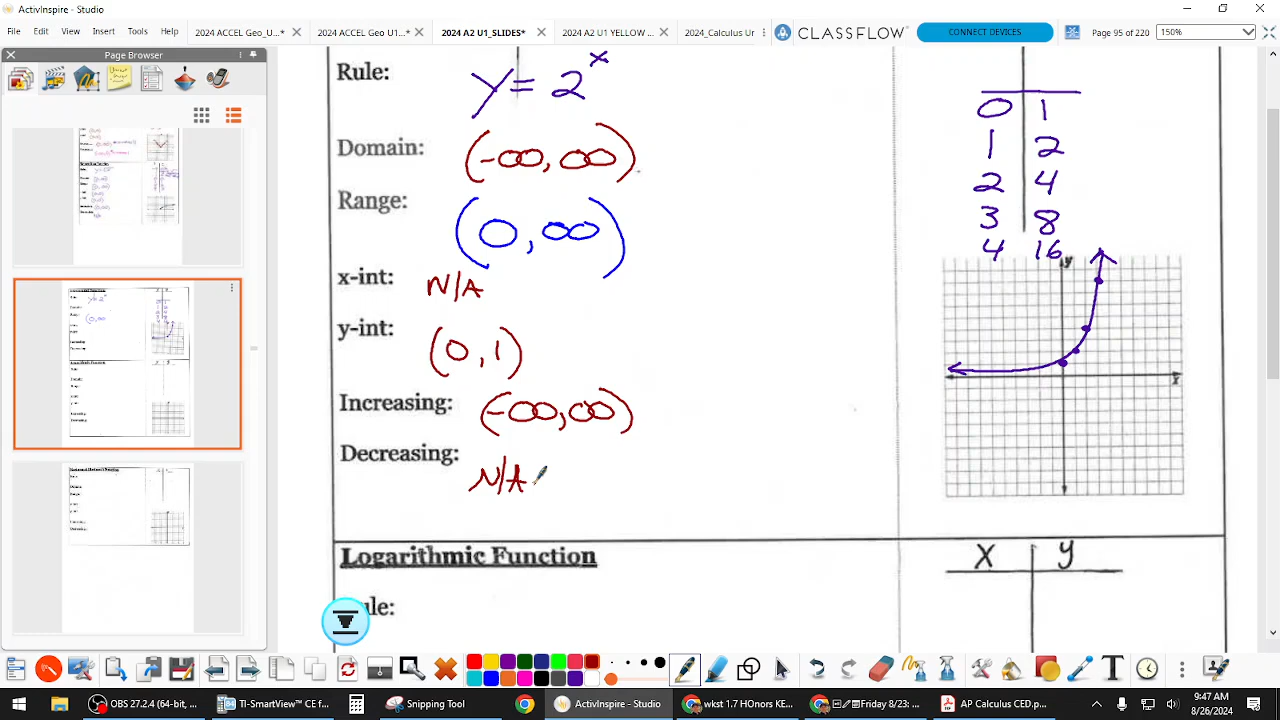 ActivInspire - Studio
File Edit View Insert Tools Help
2024 ACCEL Geo_U... 2024 ACCEL Geo U1...* 2024 A2 U1_SLIDES* 2024 A2 U1 YELLOW ... 2024_Calculus Ur
CLASSFLOW CONNECT DEVICES Page 95 of 220 150%
Page Browser
Rule: y = 2^x
Domain: (-∞, ∞)
Range: (0, ∞)
x-int: N/A
y-int: (0, 1)
Increasing: (-∞, ∞)
Decreasing: N/A
0 1
1 2
2 4
3 8
4 16
y
x
Logarithmic Function
x y
ule:
OBS 27.2.4 (64-bit, ... TI-SmartView™ CE f... Snipping Tool ActivInspire - Studio wkst 1.7 HONORS KE... Friday 8/23: ... AP Calculus CED.p...
9:47 AM
8/26/2024